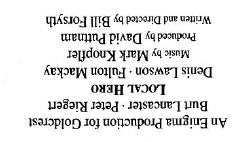 An Enigma Production for Goldcrest
Burt Lancaster · Peter Riegert
LOCAL HERO
Denis Lawson · Fulton Mackay
Music by Mark Knopfler
Produced by David Puttnam
Written and Directed by Bill Forsyth